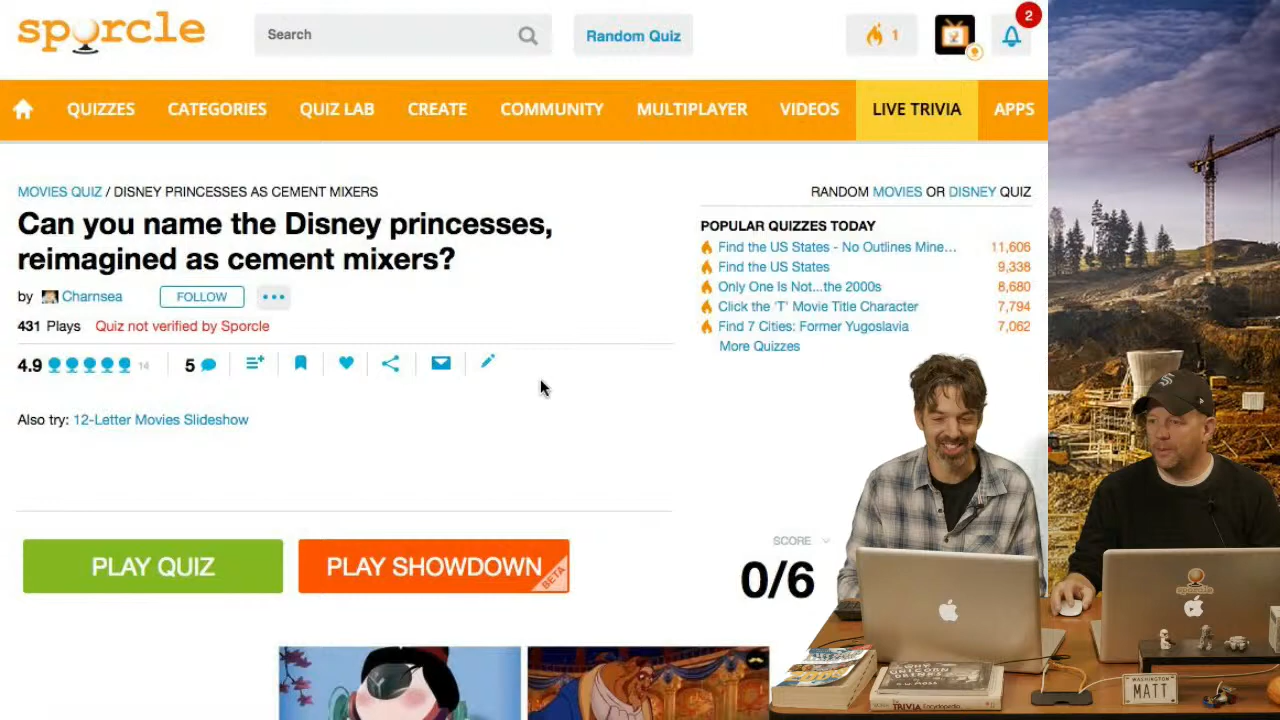 sporcle
Search
Random Quiz
1
2
QUIZZES
CATEGORIES
QUIZ LAB
CREATE
COMMUNITY
MULTIPLAYER
VIDEOS
LIVE TRIVIA
APPS
MOVIES QUIZ / DISNEY PRINCESSES AS CEMENT MIXERS
Can you name the Disney princesses,
reimagined as cement mixers?
by Charnsea FOLLOW
431 Plays Quiz not verified by Sporcle
4.9 14 5
Also try: 12-Letter Movies Slideshow
RANDOM MOVIES OR DISNEY QUIZ
POPULAR QUIZZES TODAY
Find the US States - No Outlines Mine... 11,606
Find the US States 9,338
Only One Is Not...the 2000s 8,680
Click the 'T' Movie Title Character 7,794
Find 7 Cities: Former Yugoslavia 7,062
More Quizzes
PLAY QUIZ
PLAY SHOWDOWN
BETA
SCORE
0/6
sporcle
WASHINGTON
MATT
UNICORN
TRIVIA Encyclopedia